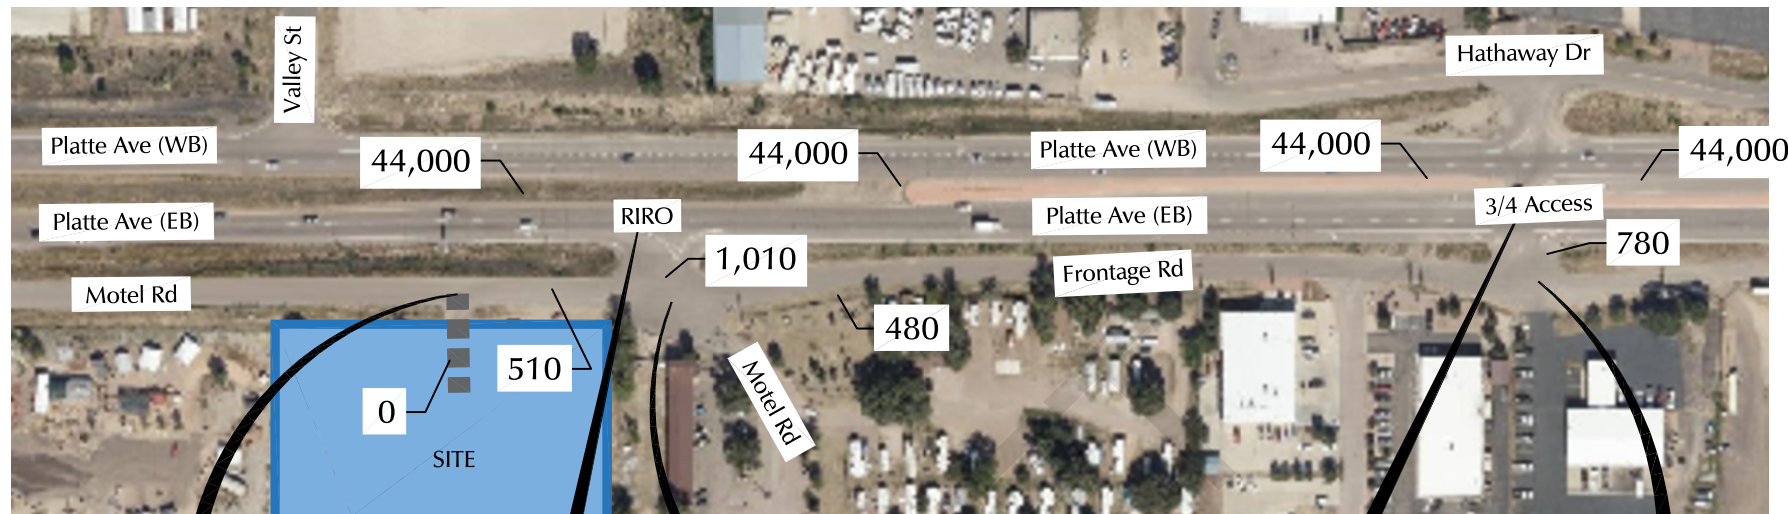 Valley St
Hathaway Dr
Platte Ave (WB)
44,000
44,000
Platte Ave (WB)
44,000
44,000
Platte Ave (EB)
RIRO
Platte Ave (EB)
3/4 Access
1,010
780
Motel Rd
Frontage Rd
480
510
0
Motel Rd
SITE